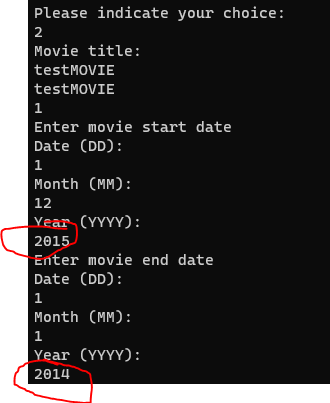 Please indicate your choice:
2
Movie title:
testMOVIE
testMOVIE
1
Enter movie start date
Date (DD):
1
Month (MM):
12
Year (YYYY):
2015
Enter movie end date
Date (DD):
1
Month (MM):
1
Year (YYYY):
2014